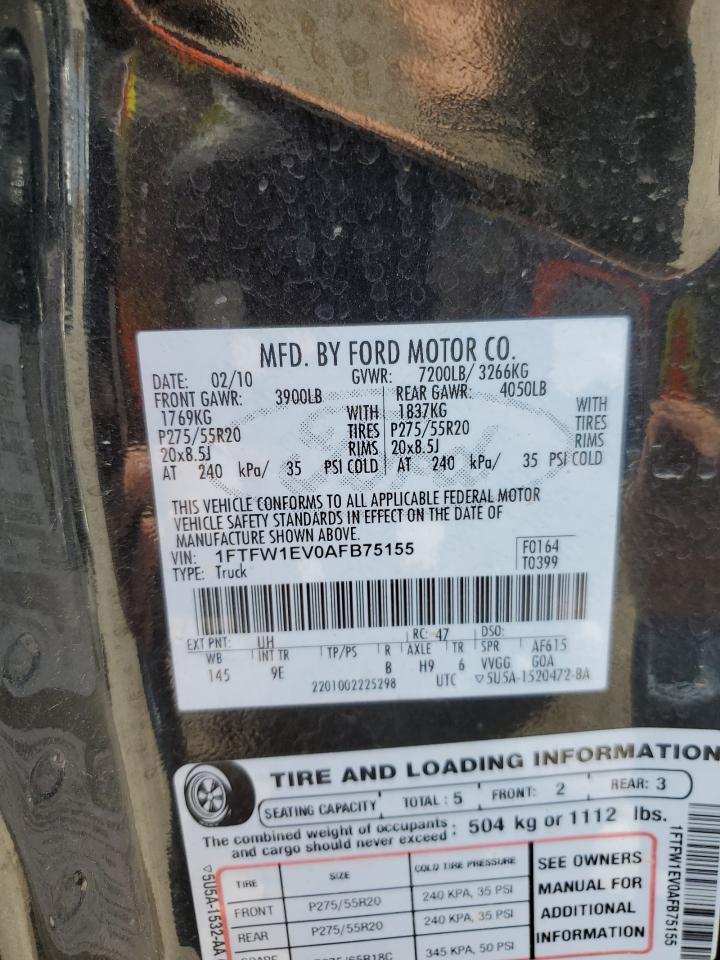 MFD. BY FORD MOTOR CO.
DATE: 02/10 GVWR: 7200LB/ 3266KG
FRONT GAWR: 3900LB REAR GAWR: 4050LB
1769KG WITH 1837KG WITH
P275/55R20 TIRES P275/55R20 TIRES
20x8.5J RIMS 20x8.5J RIMS
AT 240 kPa/ 35 PSI COLD AT 240 kPa/ 35 PSI COLD
THIS VEHICLE CONFORMS TO ALL APPLICABLE FEDERAL MOTOR
VEHICLE SAFETY STANDARDS IN EFFECT ON THE DATE OF
MANUFACTURE SHOWN ABOVE.
VIN: 1FTFW1EV0AFB75155 F0164
TYPE: Truck T0399
EXT PNT: UH RC: 47 DSO:
WB INT TR TP/PS R AXLE TR SPR AF615
145 9E B H9 6 VVGG GOA
2201002225298 UTC ▽5U5A-1520472-BA
TIRE AND LOADING INFORMATION
SEATING CAPACITY TOTAL : 5 FRONT: 2 REAR: 3
The combined weight of occupants
and cargo should never exceed : 504 kg or 1112 lbs.
TIRE SIZE COLD TIRE PRESSURE
FRONT P275/55R20 240 KPA, 35 PSI
REAR P275/55R20 240 KPA, 35 PSI
345 KPA, 50 PSI
SEE OWNERS
MANUAL FOR
ADDITIONAL
INFORMATION
▽5U5A-1532-AA
1FTFW1EV0AFB75155